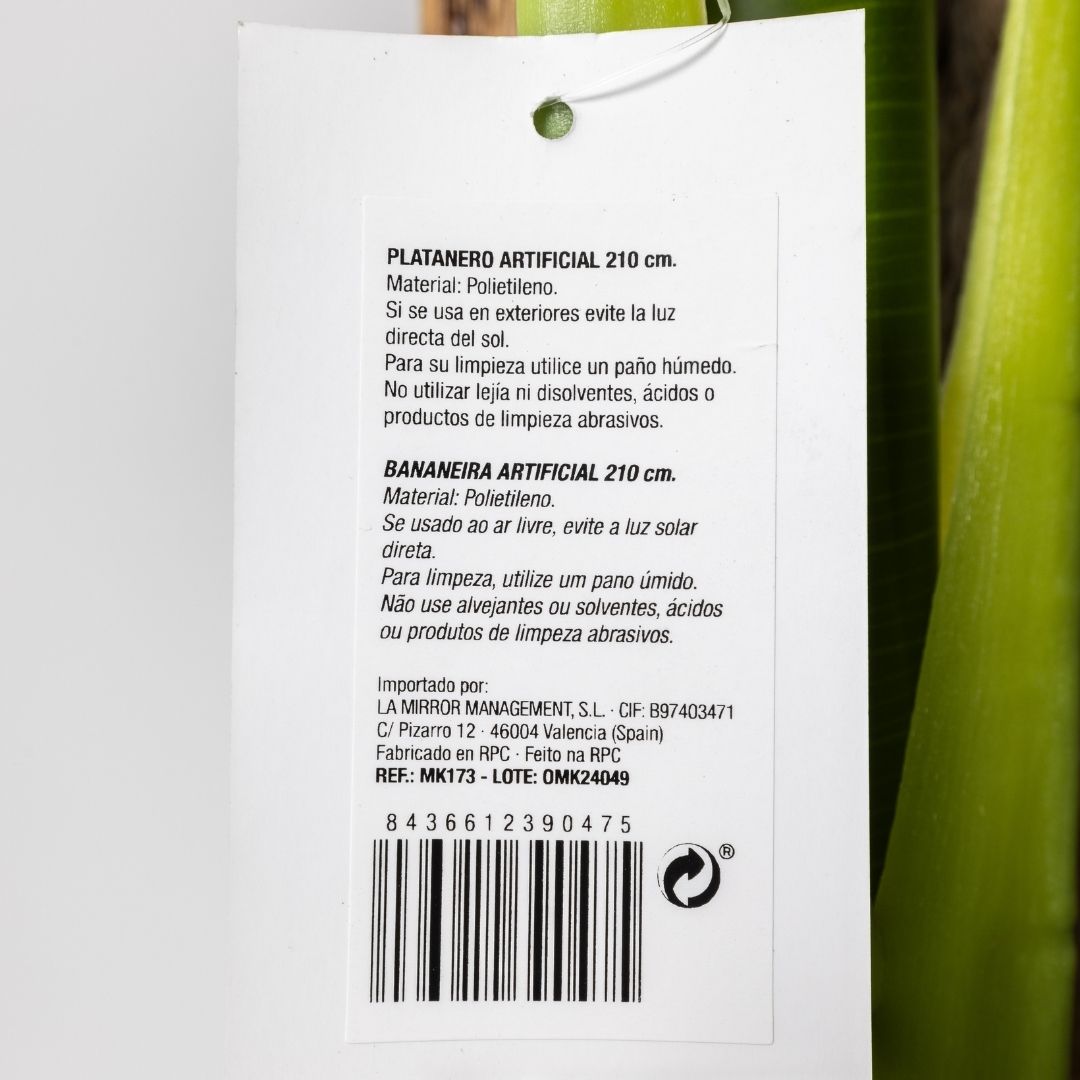 PLATANERO ARTIFICIAL 210 cm.
Material: Polietileno.
Si se usa en exteriores evite la luz
directa del sol.
Para su limpieza utilice un paño húmedo.
No utilizar lejía ni disolventes, ácidos o
productos de limpieza abrasivos.
BANANEIRA ARTIFICIAL 210 cm.
Material: Polietileno.
Se usado ao ar livre, evite a luz solar
direta.
Para limpeza, utilize um pano úmido.
Não use alvejantes ou solventes, ácidos
ou produtos de limpeza abrasivos.
Importado por:
LA MIRROR MANAGEMENT, S.L. · CIF: B97403471
C/ Pizarro 12 · 46004 Valencia (Spain)
Fabricado en RPC · Feito na RPC
REF.: MK173 - LOTE: OMK24049
8436612390475
®